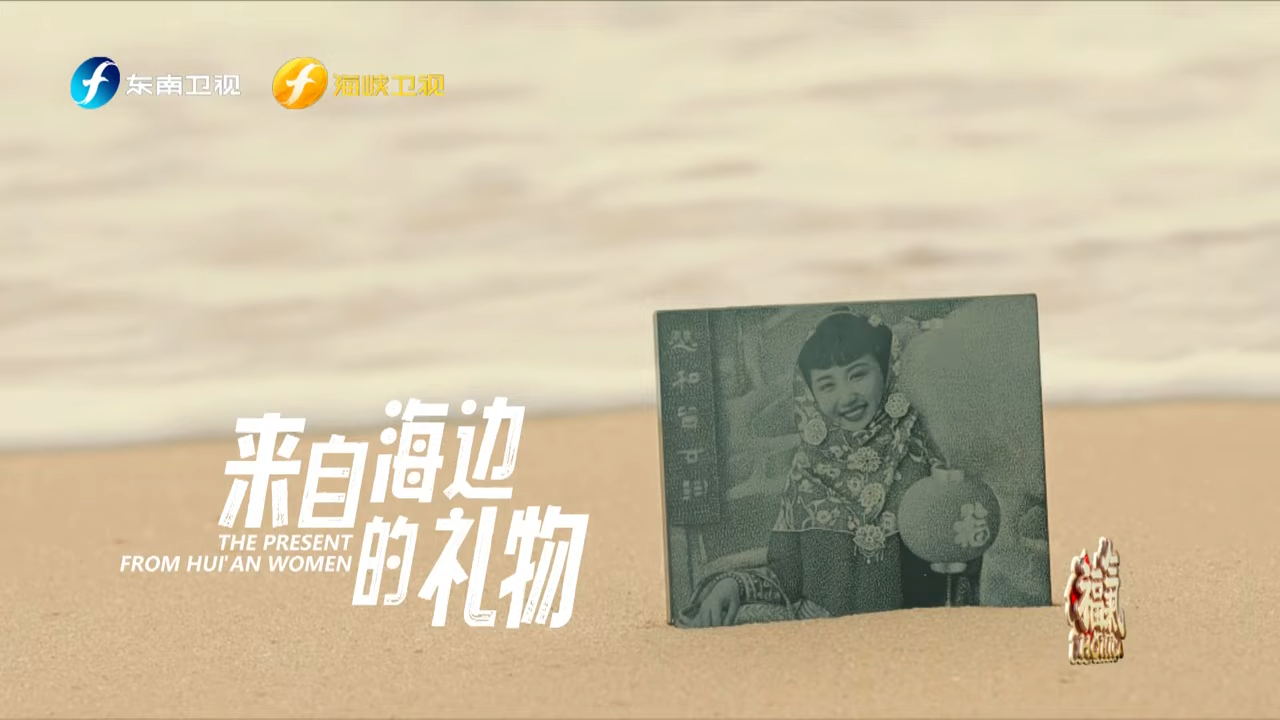 东南卫视
海峡卫视
来自海边
的礼物
THE PRESENT
FROM HUI'AN WOMEN